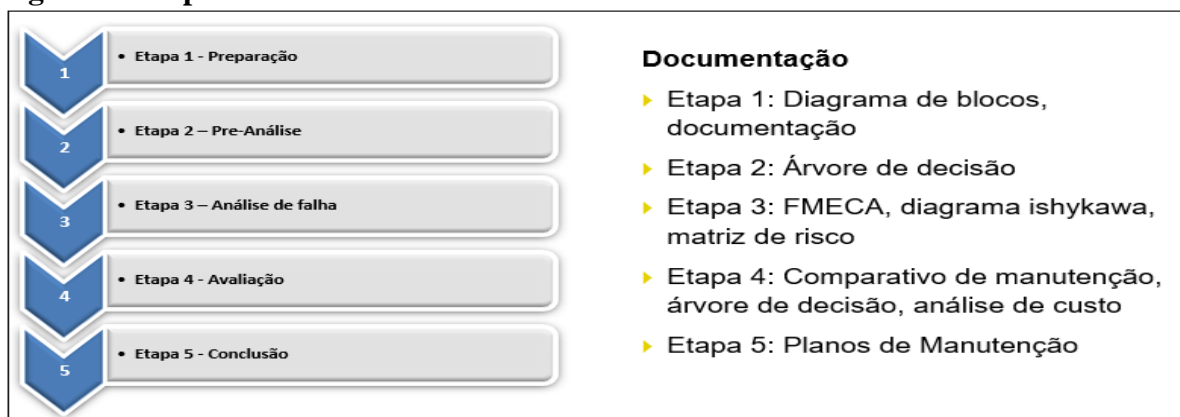 1
• Etapa 1 - Preparação
2
• Etapa 2 – Pre-Análise
3
• Etapa 3 – Análise de falha
4
• Etapa 4 - Avaliação
5
• Etapa 5 - Conclusão
Documentação
Etapa 1: Diagrama de blocos,
documentação
Etapa 2: Árvore de decisão
Etapa 3: FMECA, diagrama ishykawa,
matriz de risco
Etapa 4: Comparativo de manutenção,
árvore de decisão, análise de custo
Etapa 5: Planos de Manutenção